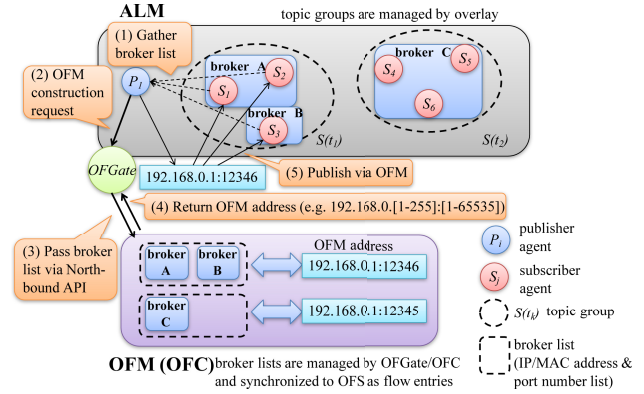 ALM
topic groups are managed by overlay
(1) Gather
broker list
(2) OFM
construction
request
P1
broker A
S1
S2
broker B
S3
S(t1)
broker C
S4
S5
S6
S(t2)
OFGate
192.168.0.1:12346
(5) Publish via OFM
(4) Return OFM address (e.g. 192.168.0.[1-255]:[1-65535])
(3) Pass broker
list via North-
bound API
OFM address
broker
A
broker
B
192.168.0.1:12346
broker
C
192.168.0.1:12345
OFM (OFC)
broker lists are managed by OFGate/OFC
and synchronized to OFS as flow entries
Pi
publisher
agent
Sj
subscriber
agent
S(tk) topic group
broker list
(IP/MAC address &
port number list)